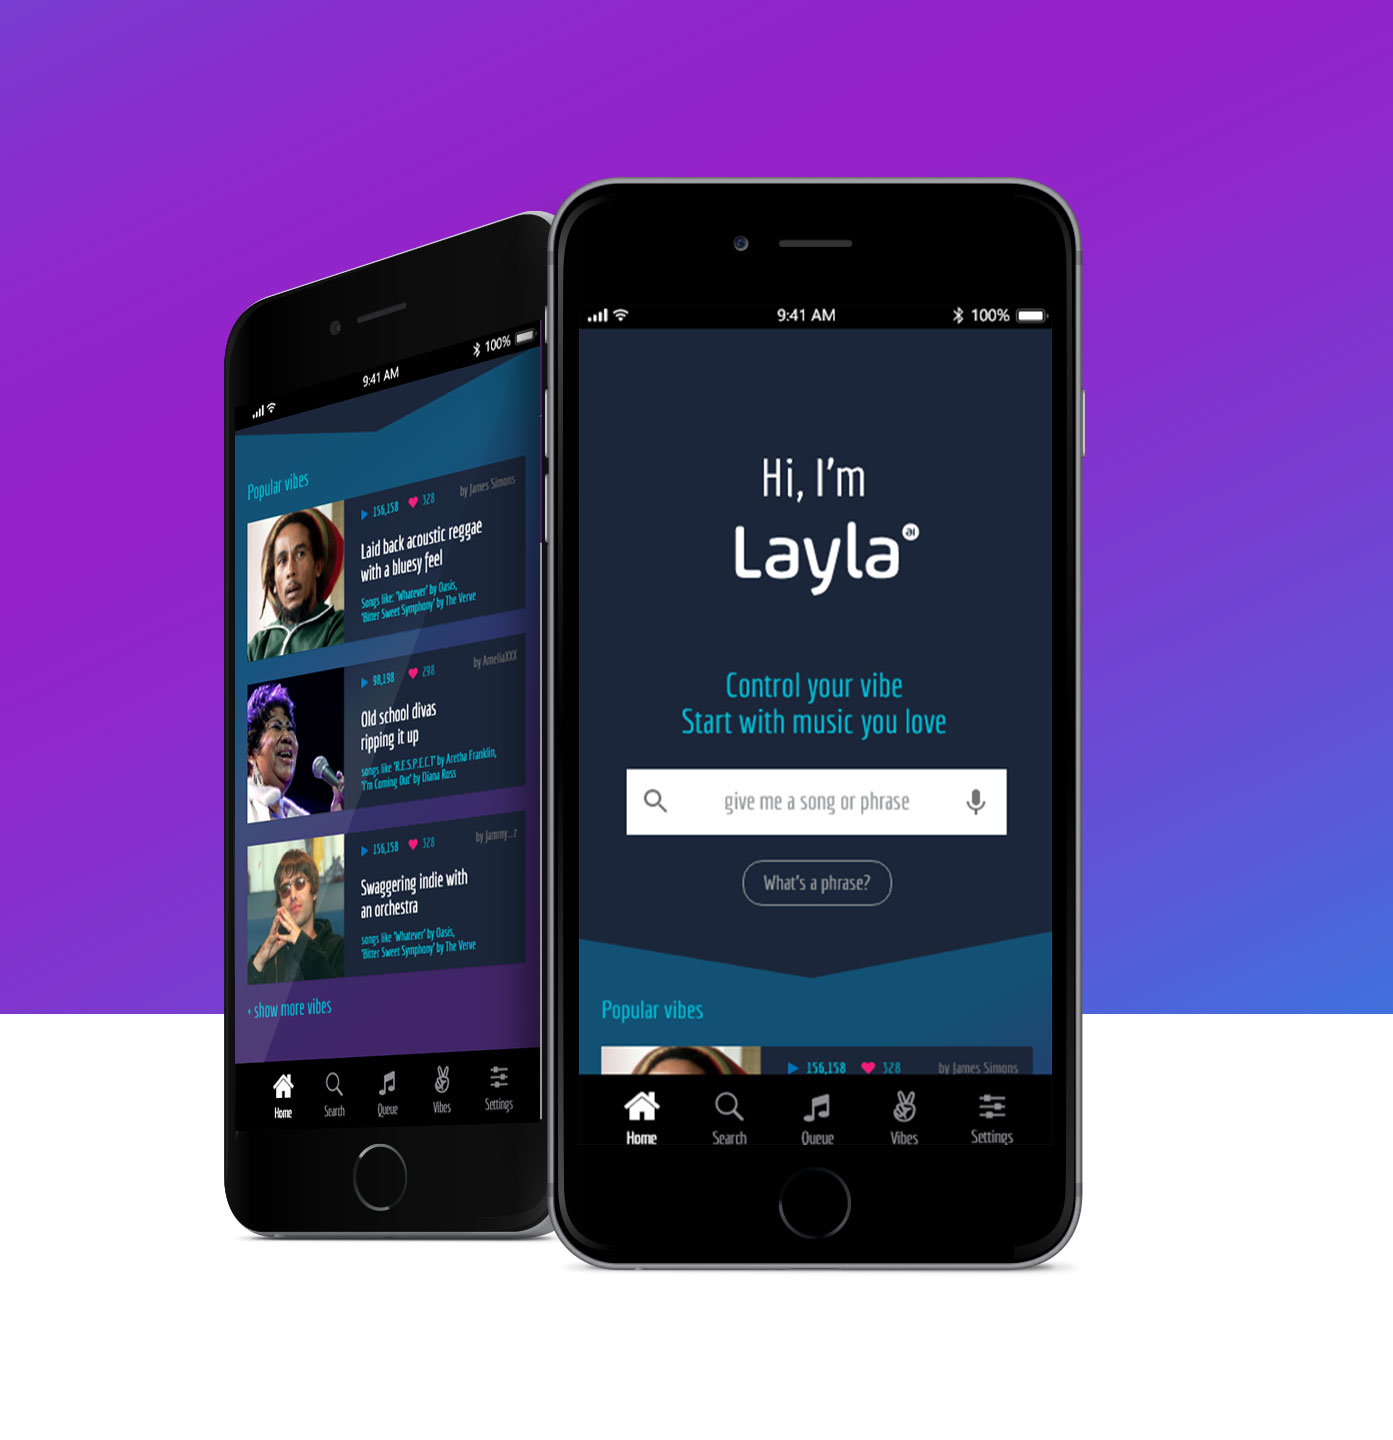 9:41 AM
100%
Popular vibes
156,158
328
by James Simons
Laid back acoustic reggae
with a bluesy feel
Songs like: 'Whatever' by Oasis,
'Bitter Sweet Symphony' by The Verve
98,198
298
by AmeliaXXX
Old school divas
ripping it up
songs like 'R.E.S.P.E.C.T' by Aretha Franklin,
'I'm Coming Out' by Diana Ross
156,158
328
by Jammy_z
Swaggering indie with
an orchestra
songs like 'Whatever' by Oasis,
'Bitter Sweet Symphony' by The Verve
+ show more vibes
Home
Search
Queue
Vibes
Settings
9:41 AM
100%
Hi, I'm
Layla ai
Control your vibe
Start with music you love
give me a song or phrase
What's a phrase?
Popular vibes
156,158
328
by James Simons
Home
Search
Queue
Vibes
Settings